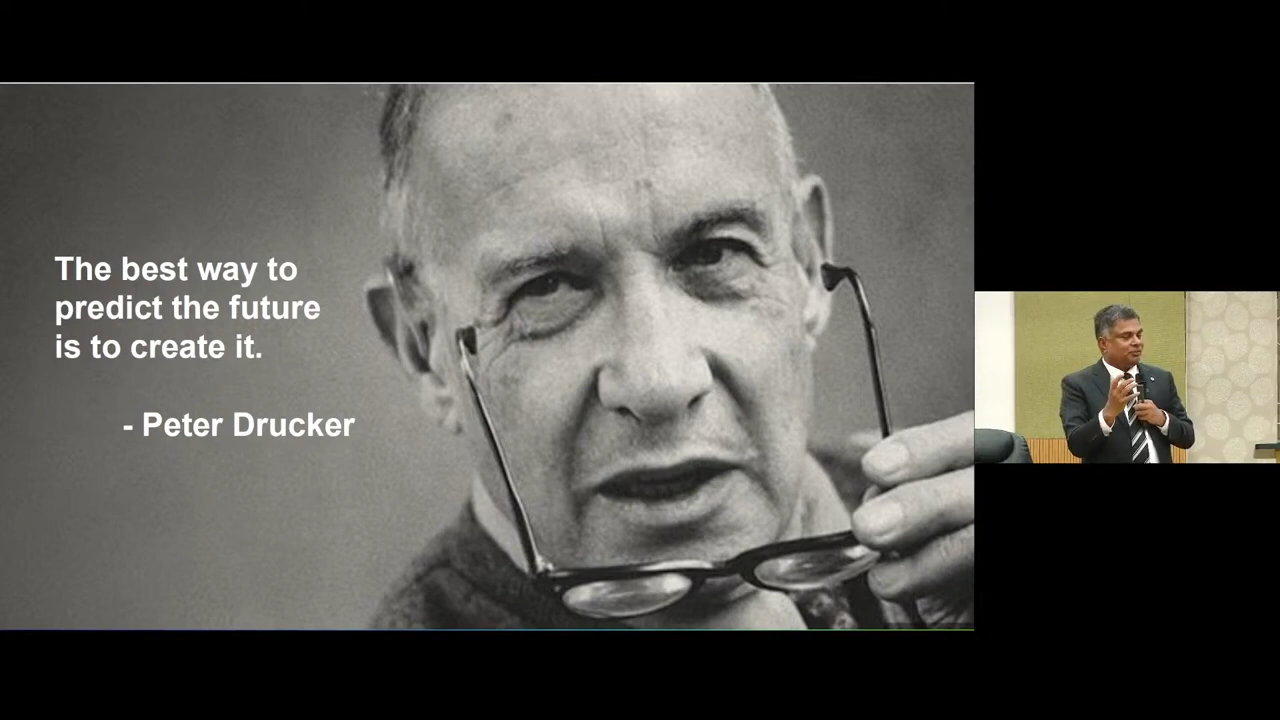 The best way to
predict the future
is to create it.
- Peter Drucker